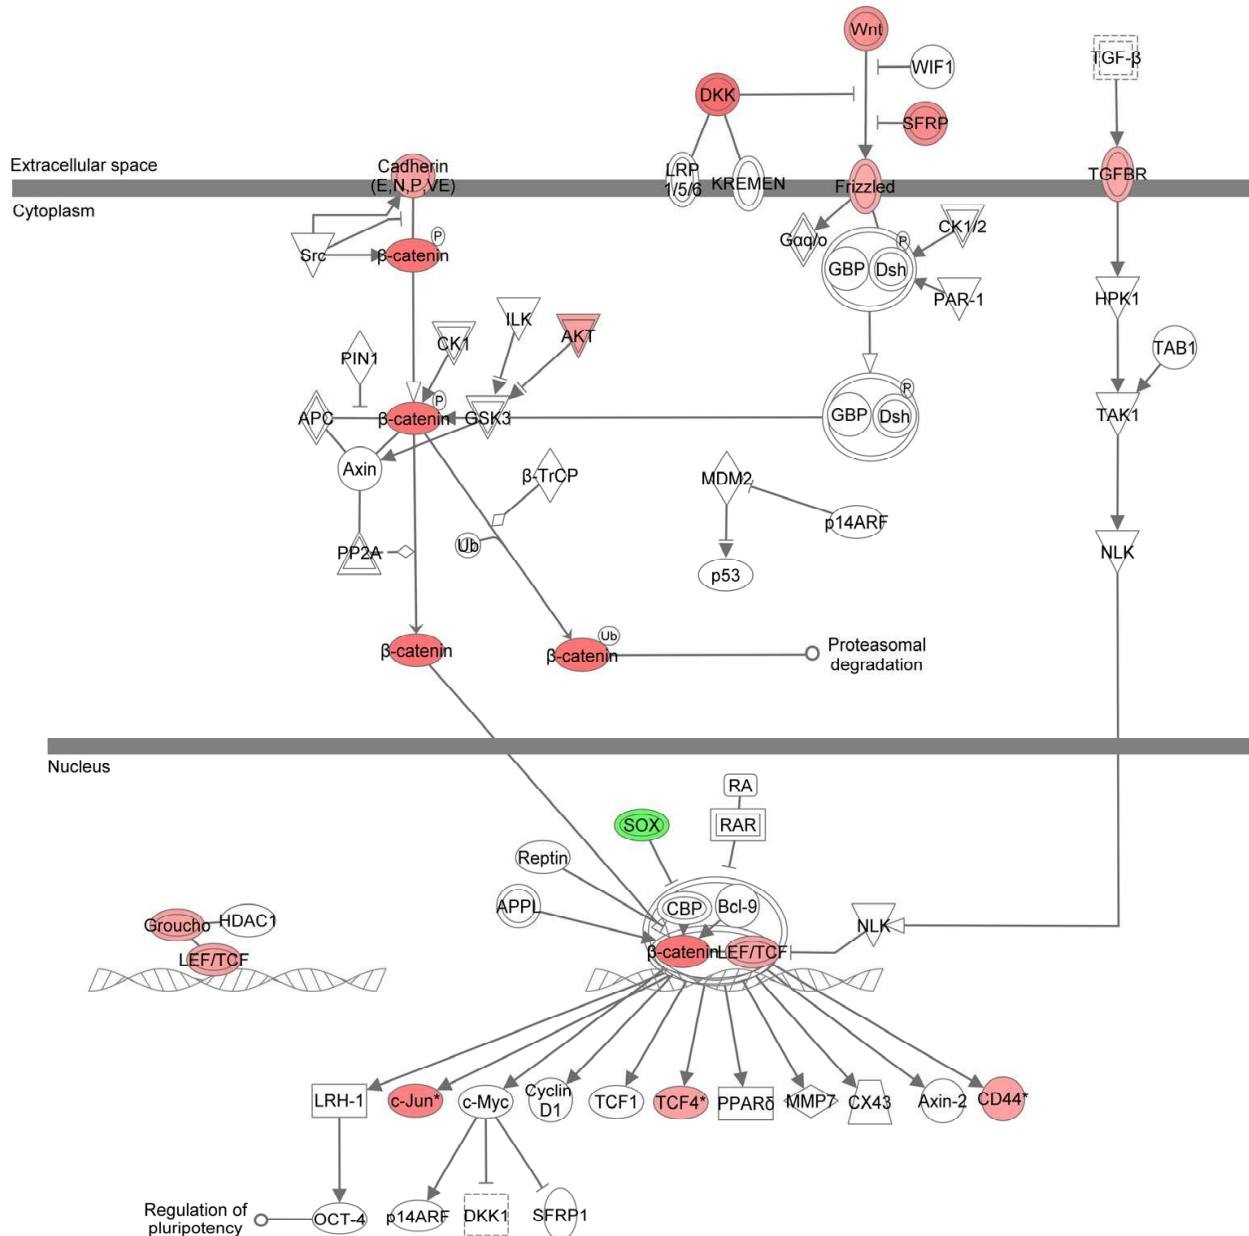 Wnt
WIF1
TGF-β
DKK
SFRP
Extracellular space
Cadherin
(E,N,P,VE)
LRP
1/5/6
KREMEN
Frizzled
TGFBR
Cytoplasm
Src
P
β-catenin
Gαq/o
P
GBP
Dsh
CK1/2
PAR-1
HPK1
ILK
AKT
CK1
PIN1
TAB1
P
APC
β-catenin
GSK3
P
GBP
Dsh
TAK1
Axin
β-TrCP
MDM2
p14ARF
Ub
PP2A
p53
NLK
β-catenin
Ub
β-catenin
Proteasomal
degradation
Nucleus
RA
SOX
RAR
Reptin
APPL
CBP
Bcl-9
Groucho
HDAC1
NLK
LEF/TCF
β-catenin
LEF/TCF
LRH-1
c-Jun*
c-Myc
Cyclin
D1
TCF1
TCF4*
PPARδ
MMP7
CX43
Axin-2
CD44*
Regulation of
pluripotency
OCT-4
p14ARF
DKK1
SFRP1